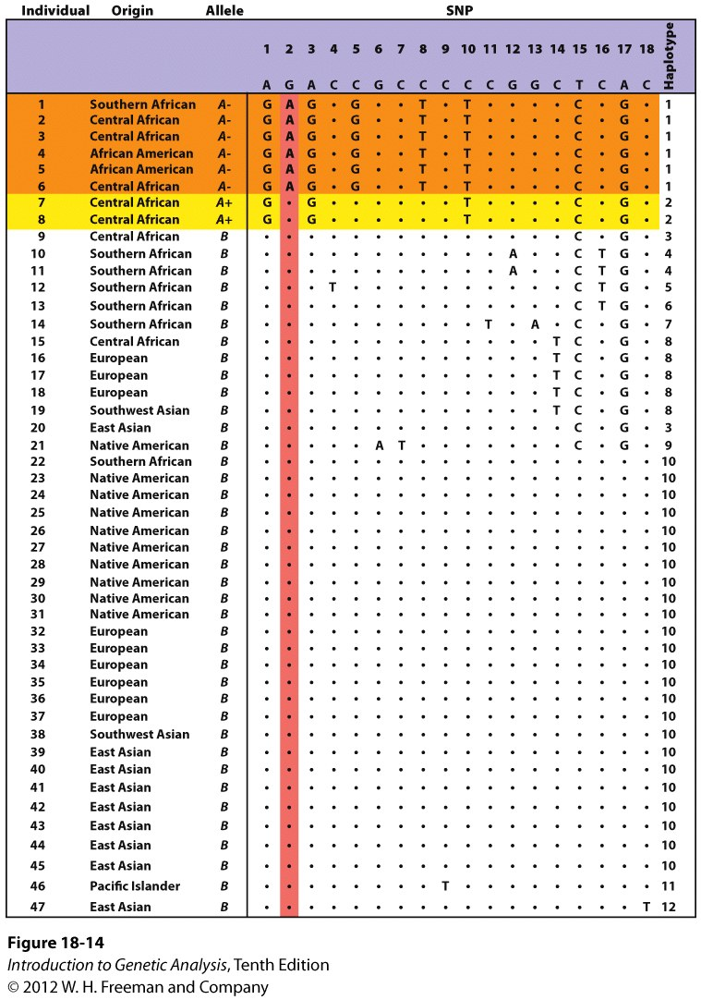 Individual Origin Allele SNP
1 2 3 4 5 6 7 8 9 10 11 12 13 14 15 16 17 18 Haplotype
A G A C C G C C C C C G G C T C A C
1 Southern African A- G A G • G • • T • T • • • • C • G • 1
2 Central African A- G A G • G • • T • T • • • • C • G • 1
3 Central African A- G A G • G • • T • T • • • • C • G • 1
4 African American A- G A G • G • • T • T • • • • C • G • 1
5 African American A- G A G • G • • T • T • • • • C • G • 1
6 Central African A- G A G • G • • T • T • • • • C • G • 1
7 Central African A+ G • G • • • • • • T • • • • C • G • 2
8 Central African A+ G • G • • • • • • T • • • • C • G • 2
9 Central African B • • • • • • • • • • • • • • C • G • 3
10 Southern African B • • • • • • • • • • • A • • C T G • 4
11 Southern African B • • • • • • • • • • • A • • C T G • 4
12 Southern African B • • • T • • • • • • • • • • C T G • 5
13 Southern African B • • • • • • • • • • • • • • C T G • 6
14 Southern African B • • • • • • • • • • T • A • C • G • 7
15 Central African B • • • • • • • • • • • • • T C • G • 8
16 European B • • • • • • • • • • • • • T C • G • 8
17 European B • • • • • • • • • • • • • T C • G • 8
18 European B • • • • • • • • • • • • • T C • G • 8
19 Southwest Asian B • • • • • • • • • • • • • T C • G • 8
20 East Asian B • • • • • • • • • • • • • • C • G • 3
21 Native American B • • • • • A T • • • • • • • C • G • 9
22 Southern African B • • • • • • • • • • • • • • • • • • 10
23 Native American B • • • • • • • • • • • • • • • • • • 10
24 Native American B • • • • • • • • • • • • • • • • • • 10
25 Native American B • • • • • • • • • • • • • • • • • • 10
26 Native American B • • • • • • • • • • • • • • • • • • 10
27 Native American B • • • • • • • • • • • • • • • • • • 10
28 Native American B • • • • • • • • • • • • • • • • • • 10
29 Native American B • • • • • • • • • • • • • • • • • • 10
30 Native American B • • • • • • • • • • • • • • • • • • 10
31 Native American B • • • • • • • • • • • • • • • • • • 10
32 European B • • • • • • • • • • • • • • • • • • 10
33 European B • • • • • • • • • • • • • • • • • • 10
34 European B • • • • • • • • • • • • • • • • • • 10
35 European B • • • • • • • • • • • • • • • • • • 10
36 European B • • • • • • • • • • • • • • • • • • 10
37 European B • • • • • • • • • • • • • • • • • • 10
38 Southwest Asian B • • • • • • • • • • • • • • • • • • 10
39 East Asian B • • • • • • • • • • • • • • • • • • 10
40 East Asian B • • • • • • • • • • • • • • • • • • 10
41 East Asian B • • • • • • • • • • • • • • • • • • 10
42 East Asian B • • • • • • • • • • • • • • • • • • 10
43 East Asian B • • • • • • • • • • • • • • • • • • 10
44 East Asian B • • • • • • • • • • • • • • • • • • 10
45 East Asian B • • • • • • • • • • • • • • • • • • 10
46 Pacific Islander B • • • • • • • • T • • • • • • • • • 11
47 East Asian B • • • • • • • • • • • • • • • • • T 12
Figure 18-14
Introduction to Genetic Analysis, Tenth Edition
© 2012 W. H. Freeman and Company